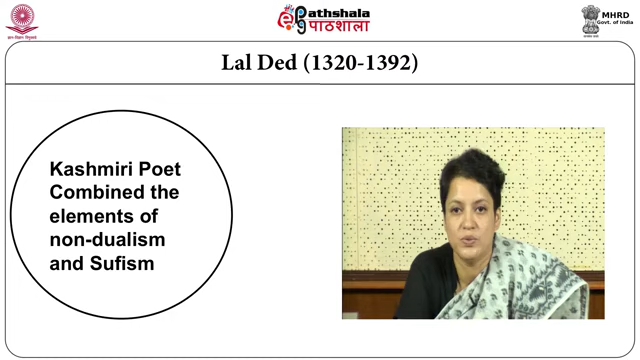 Pathshala
पाठशाला
MHRD
Govt. of India
Lal Ded (1320-1392)
Kashmiri Poet
Combined the
elements of
non-dualism
and Sufism